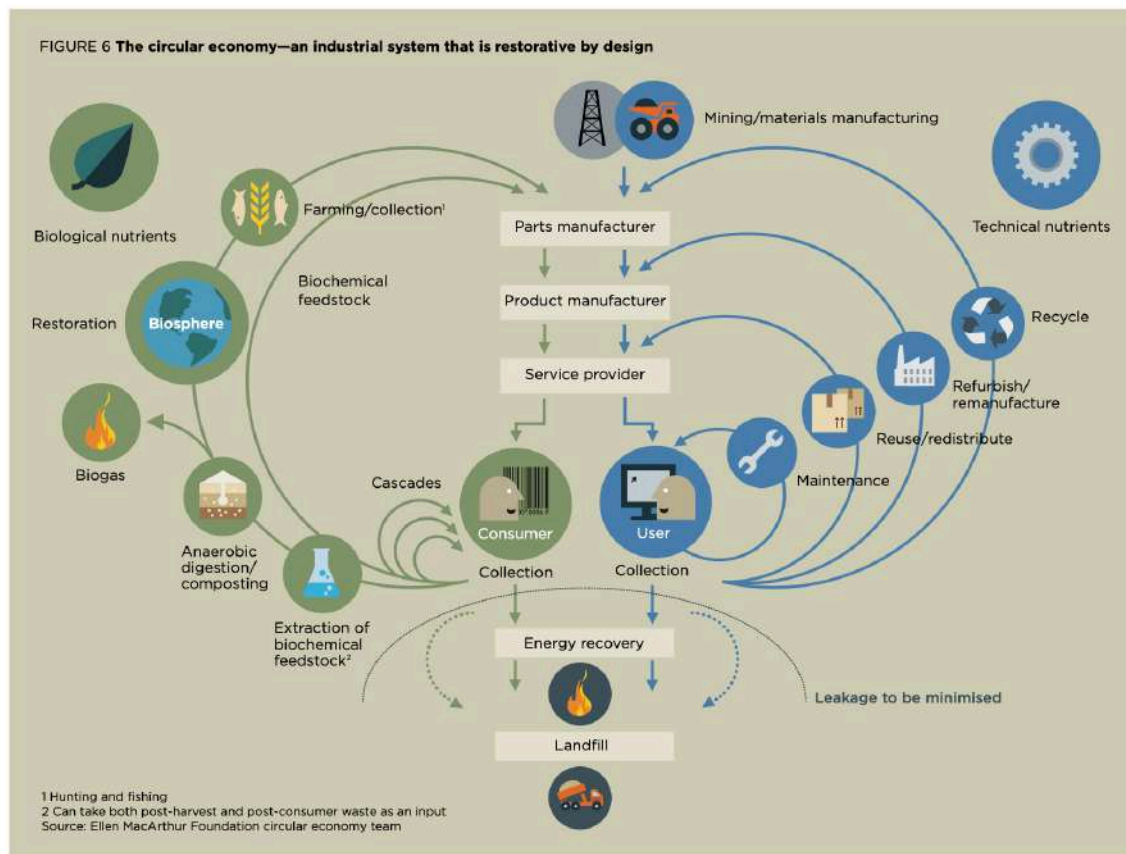 FIGURE 6 The circular economy—an industrial system that is restorative by design
Mining/materials manufacturing
Biological nutrients
Farming/collection¹
Parts manufacturer
Technical nutrients
Biochemical
feedstock
Product manufacturer
Restoration
Biosphere
Recycle
Service provider
Refurbish/
remanufacture
Reuse/redistribute
Biogas
Cascades
Maintenance
Consumer
User
Anaerobic
digestion/
composting
Collection
Collection
Extraction of
biochemical
feedstock²
Energy recovery
Leakage to be minimised
Landfill
1 Hunting and fishing
2 Can take both post-harvest and post-consumer waste as an input
Source: Ellen MacArthur Foundation circular economy team